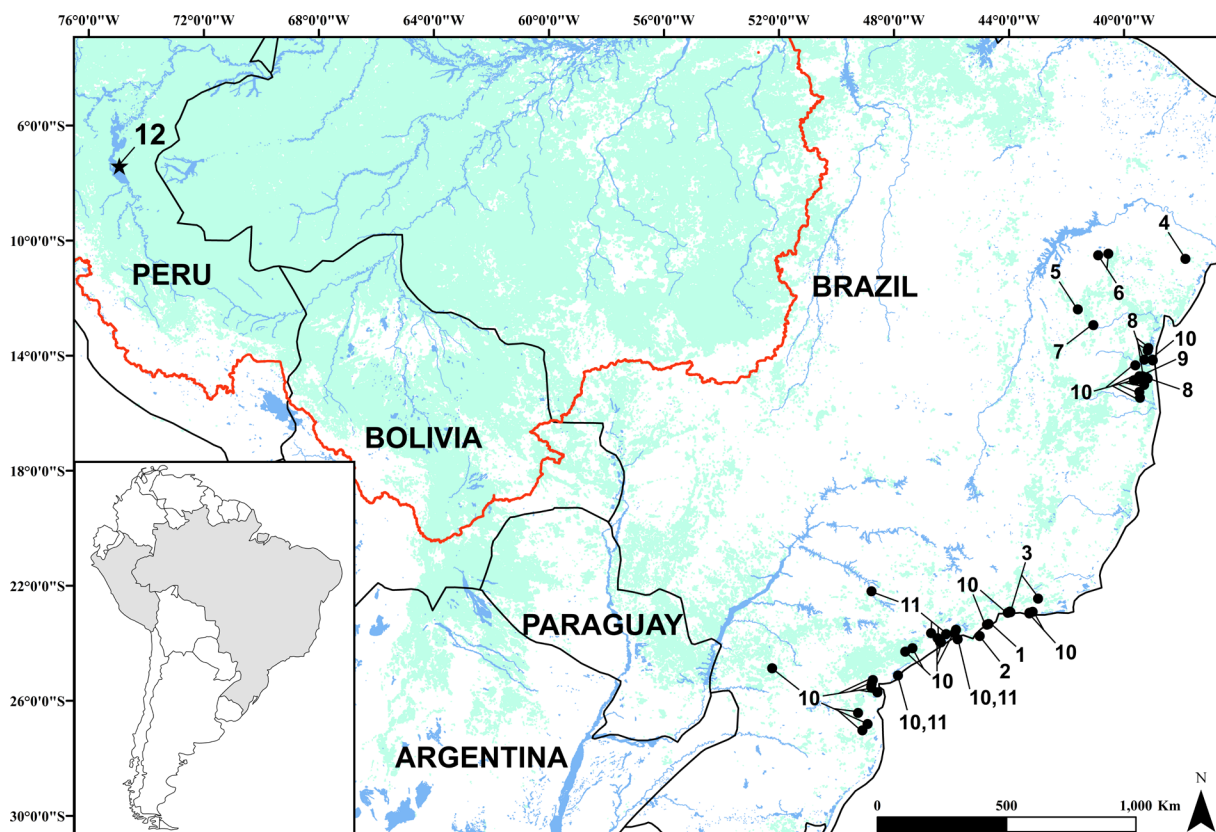 76°0'0"W 72°0'0"W 68°0'0"W 64°0'0"W 60°0'0"W 56°0'0"W 52°0'0"W 48°0'0"W 44°0'0"W 40°0'0"W
6°0'0"S
12
10°0'0"S
4
PERU
BRAZIL
5
6
8
10
7
14°0'0"S
9
10
8
BOLIVIA
18°0'0"S
22°0'0"S
3
10
11
PARAGUAY
1
10
2
10
26°0'0"S
10
10,11
10,11
ARGENTINA
N
0 500 1,000 Km
30°0'0"S